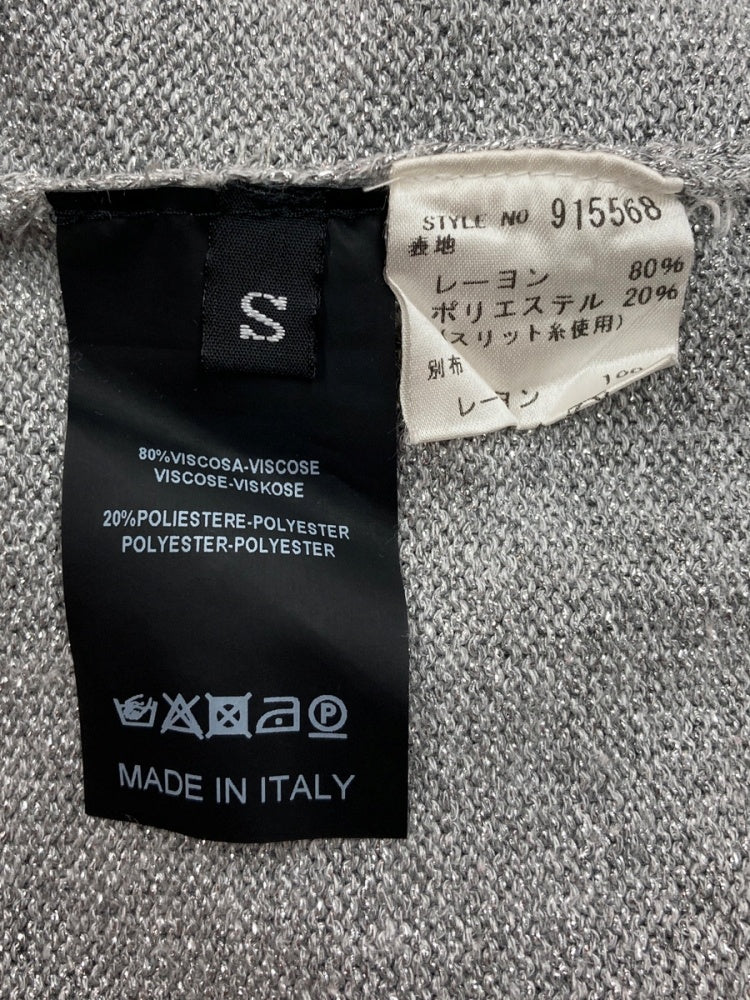 S
80%VISCOSA-VISCOSE
VISCOSE-VISKOSE
20%POLIESTERE-POLYESTER
POLYESTER-POLYESTER
P
MADE IN ITALY
STYLE NO 915568
表地
レーヨン 80%
ポリエステル 20%
(スリット糸使用)
別布
レーヨン